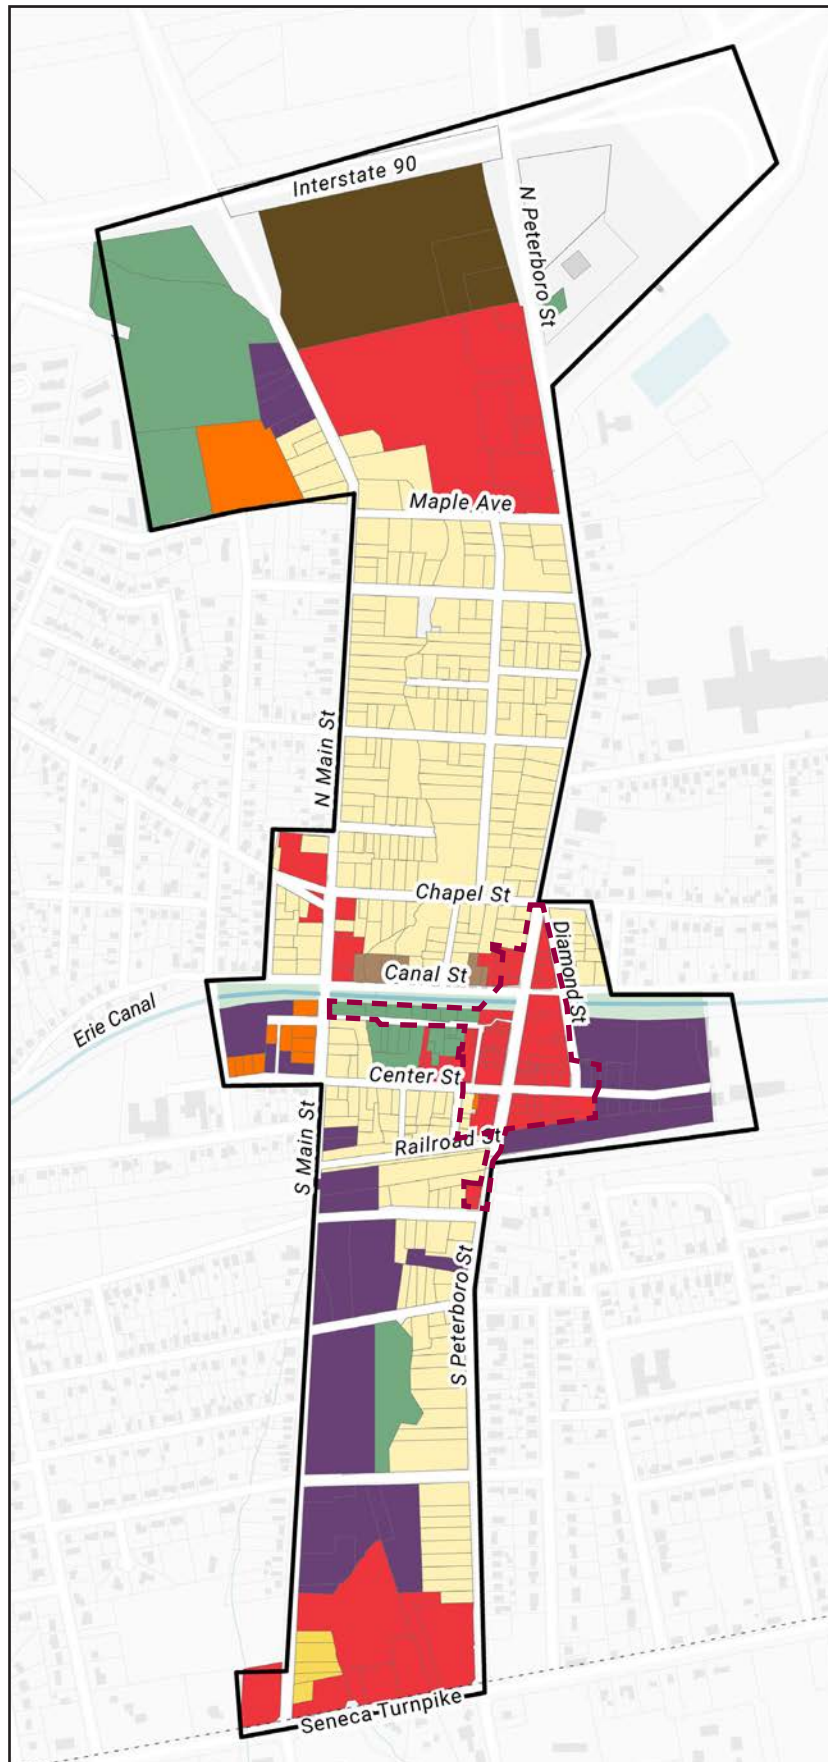 Interstate 90
N Peterboro St
Maple Ave
N Main St
Chapel St
Diamond St
Canal St
Erie Canal
Center St
Railroad St
S Main St
S Peterboro St
Seneca Turnpike